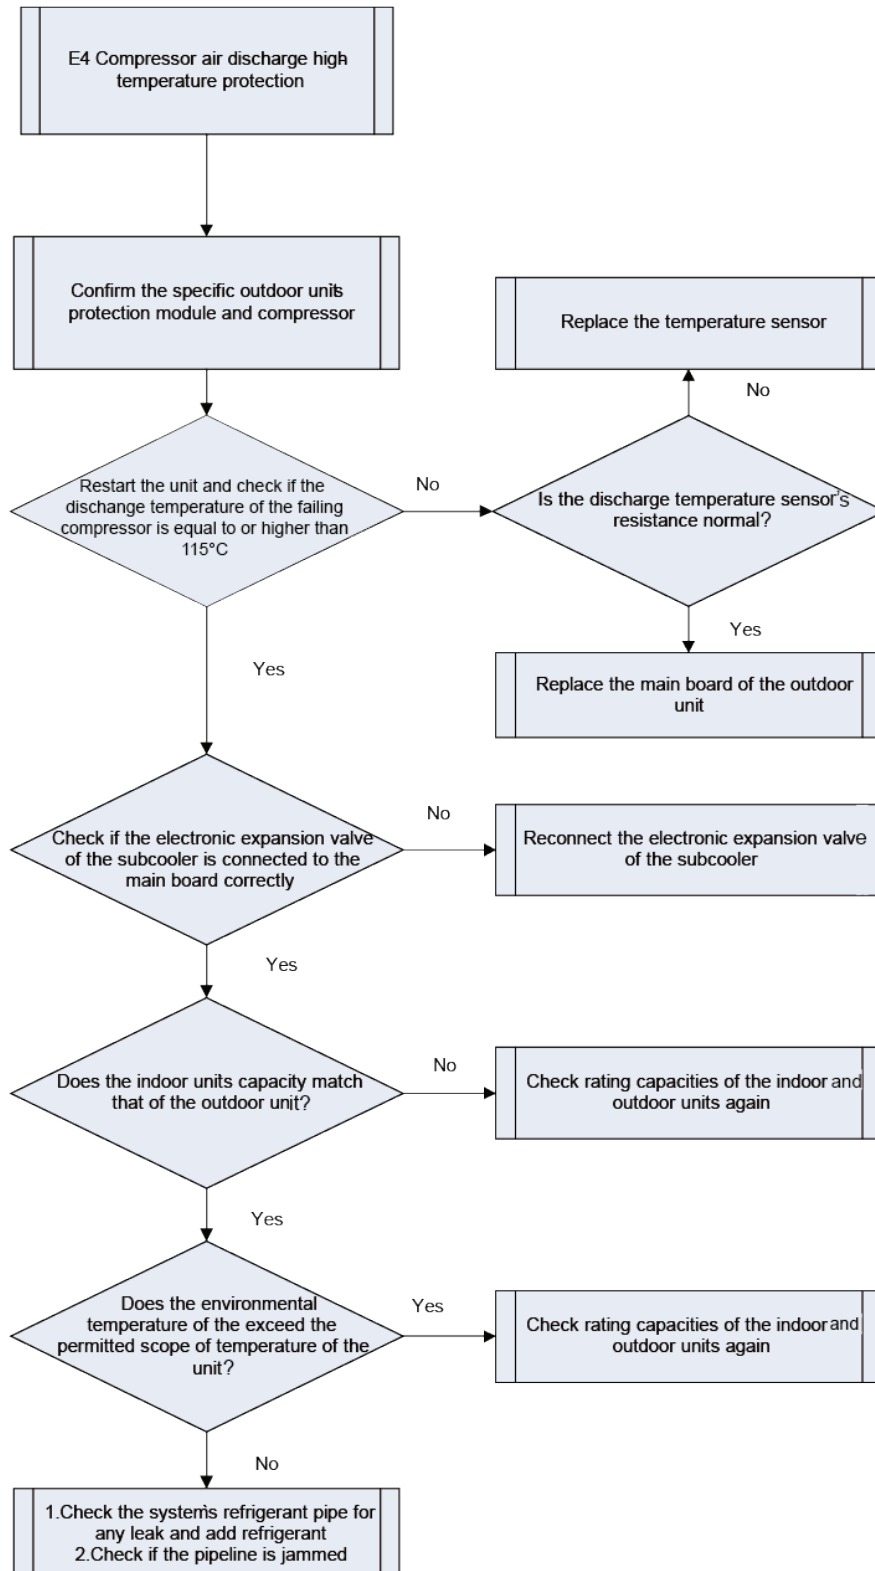 E4 Compressor air discharge high-
temperature protection
Confirm the specific outdoor units
protection module and compressor
Replace the temperature sensor
No
Restart the unit and check if the
dischange temperature of the failing
compressor is equal to or higher than
115°C
No
Is the discharge temperature sensor's
resistance normal?
Yes
Replace the main board of the outdoor
unit
Yes
Check if the electronic expansion valve
of the subcooler is connected to the
main board correctly
No
Reconnect the electronic expansion valve
of the subcooler
Yes
Does the indoor units capacity match
that of the outdoor unit?
No
Check rating capacities of the indoor and
outdoor units again
Yes
Does the environmental
temperature of the exceed the
permitted scope of temperature of the
unit?
Yes
Check rating capacities of the indoor and
outdoor units again
No
1.Check the system's refrigerant pipe for
any leak and add refrigerant
2.Check if the pipeline is jammed